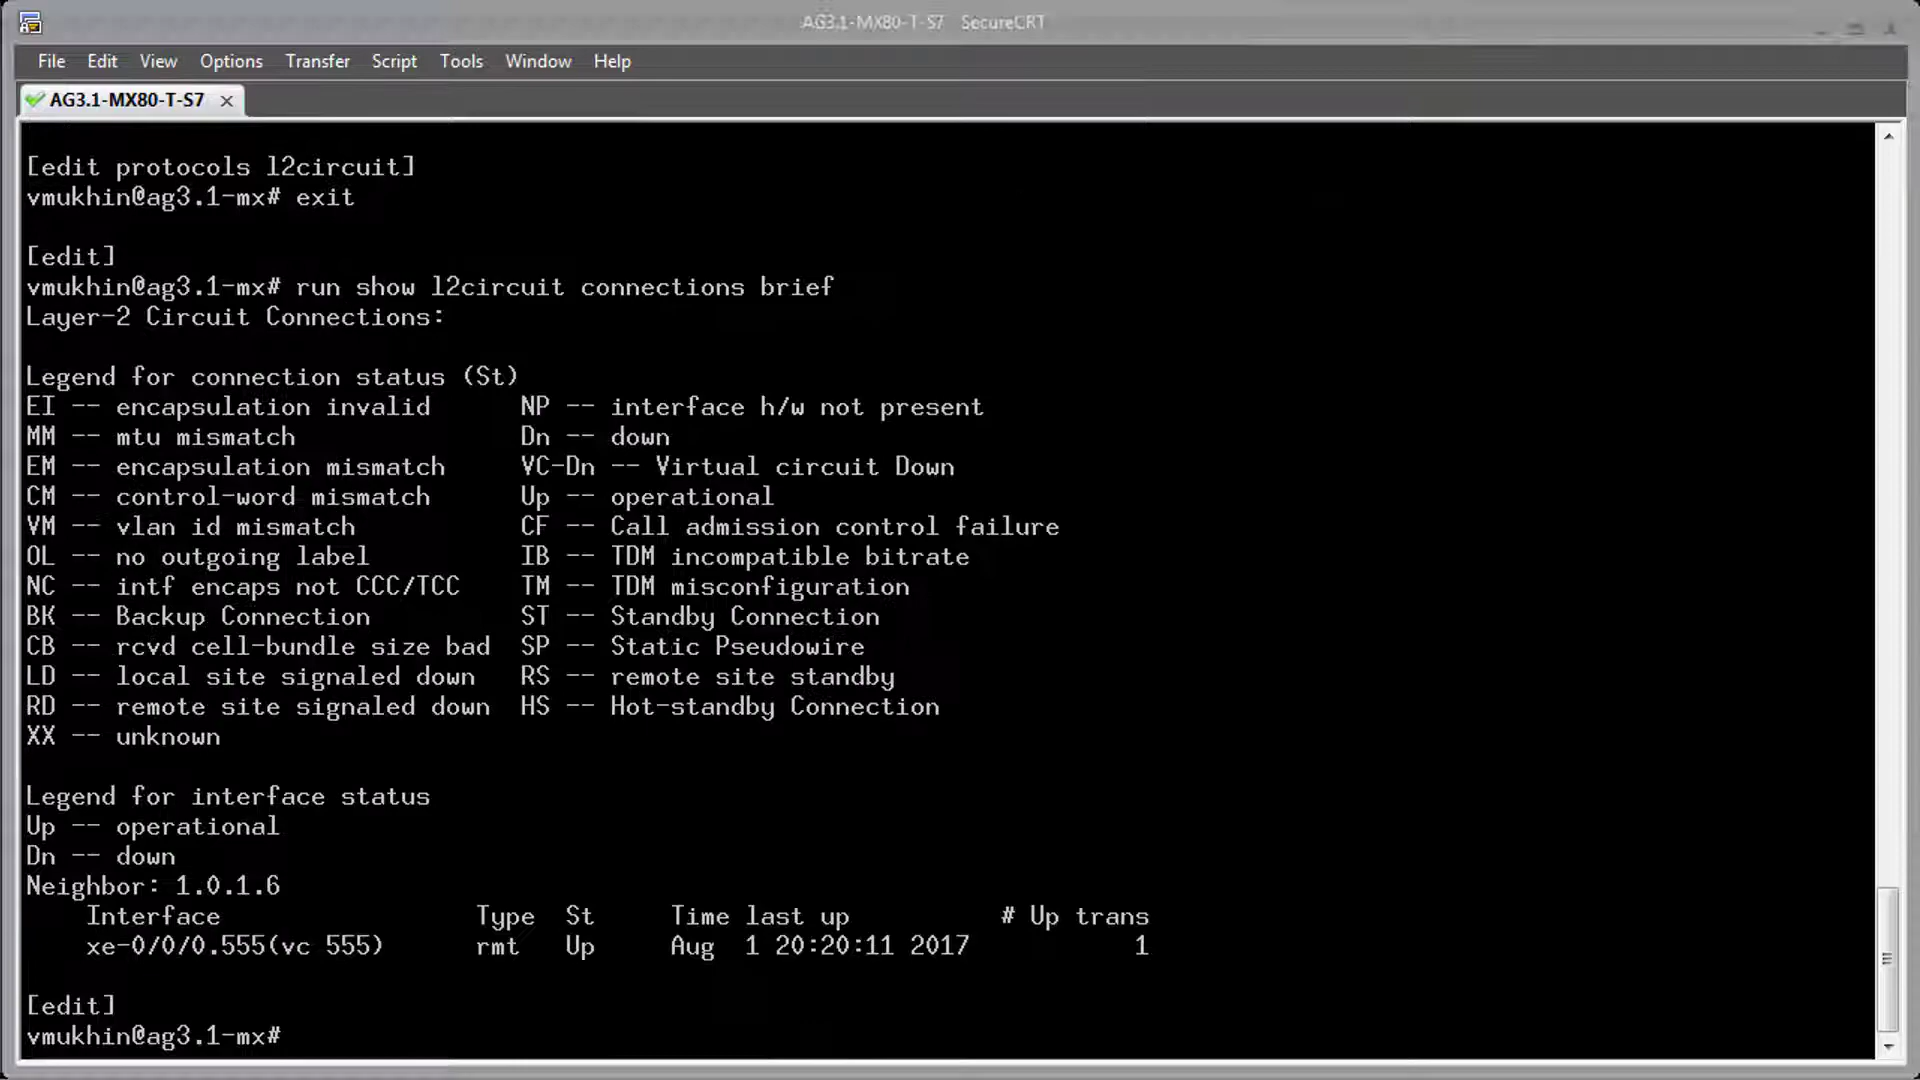 AG3.1-MX80-T-S7 SecureCRT
File Edit View Options Transfer Script Tools Window Help
AG3.1-MX80-T-S7
[edit protocols l2circuit]
vmukhin@ag3.1-mx# exit
[edit]
vmukhin@ag3.1-mx# run show l2circuit connections brief
Layer-2 Circuit Connections:
Legend for connection status (St)
EI -- encapsulation invalid NP -- interface h/w not present
MM -- mtu mismatch Dn -- down
EM -- encapsulation mismatch VC-Dn -- Virtual circuit Down
CM -- control-word mismatch Up -- operational
VM -- vlan id mismatch CF -- Call admission control failure
OL -- no outgoing label IB -- TDM incompatible bitrate
NC -- intf encaps not CCC/TCC TM -- TDM misconfiguration
BK -- Backup Connection ST -- Standby Connection
CB -- rcvd cell-bundle size bad SP -- Static Pseudowire
LD -- local site signaled down RS -- remote site standby
RD -- remote site signaled down HS -- Hot-standby Connection
XX -- unknown
Legend for interface status
Up -- operational
Dn -- down
Neighbor: 1.0.1.6
Interface Type St Time last up # Up trans
xe-0/0/0.555(vc 555) rmt Up Aug 1 20:20:11 2017 1
[edit]
vmukhin@ag3.1-mx#